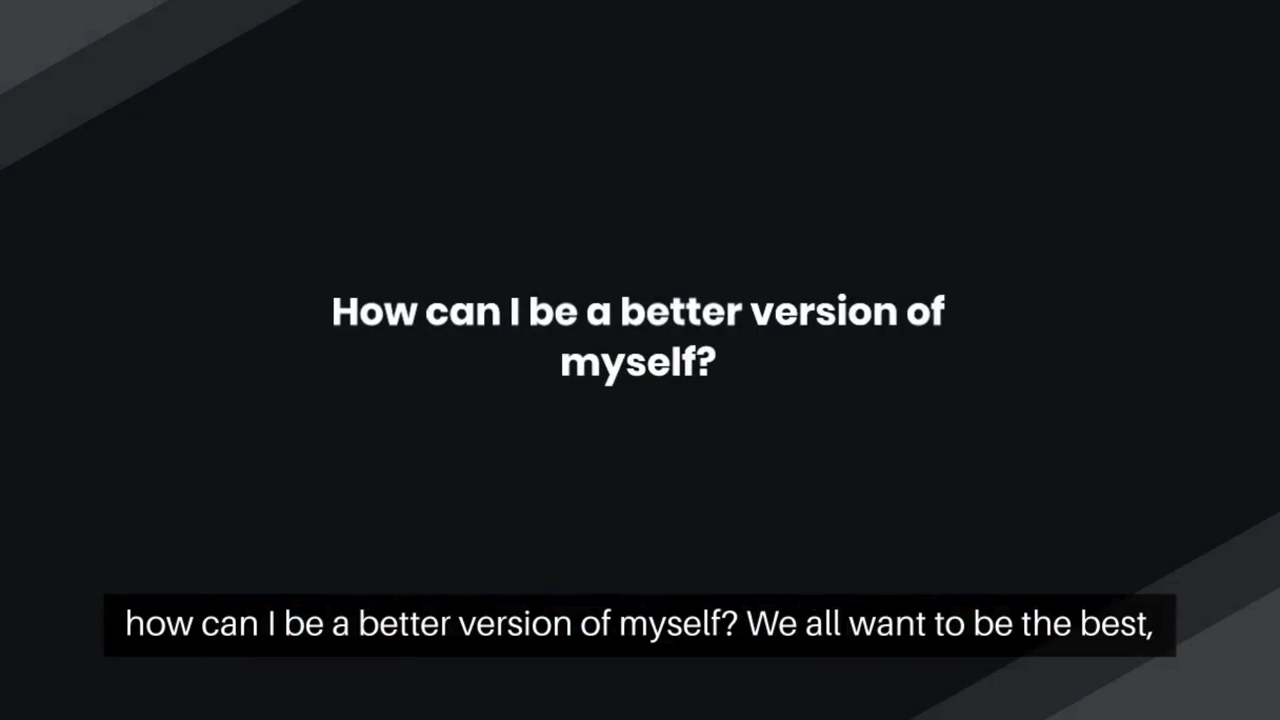 How can I be a better version of
myself?
how can I be a better version of myself? We all want to be the best,